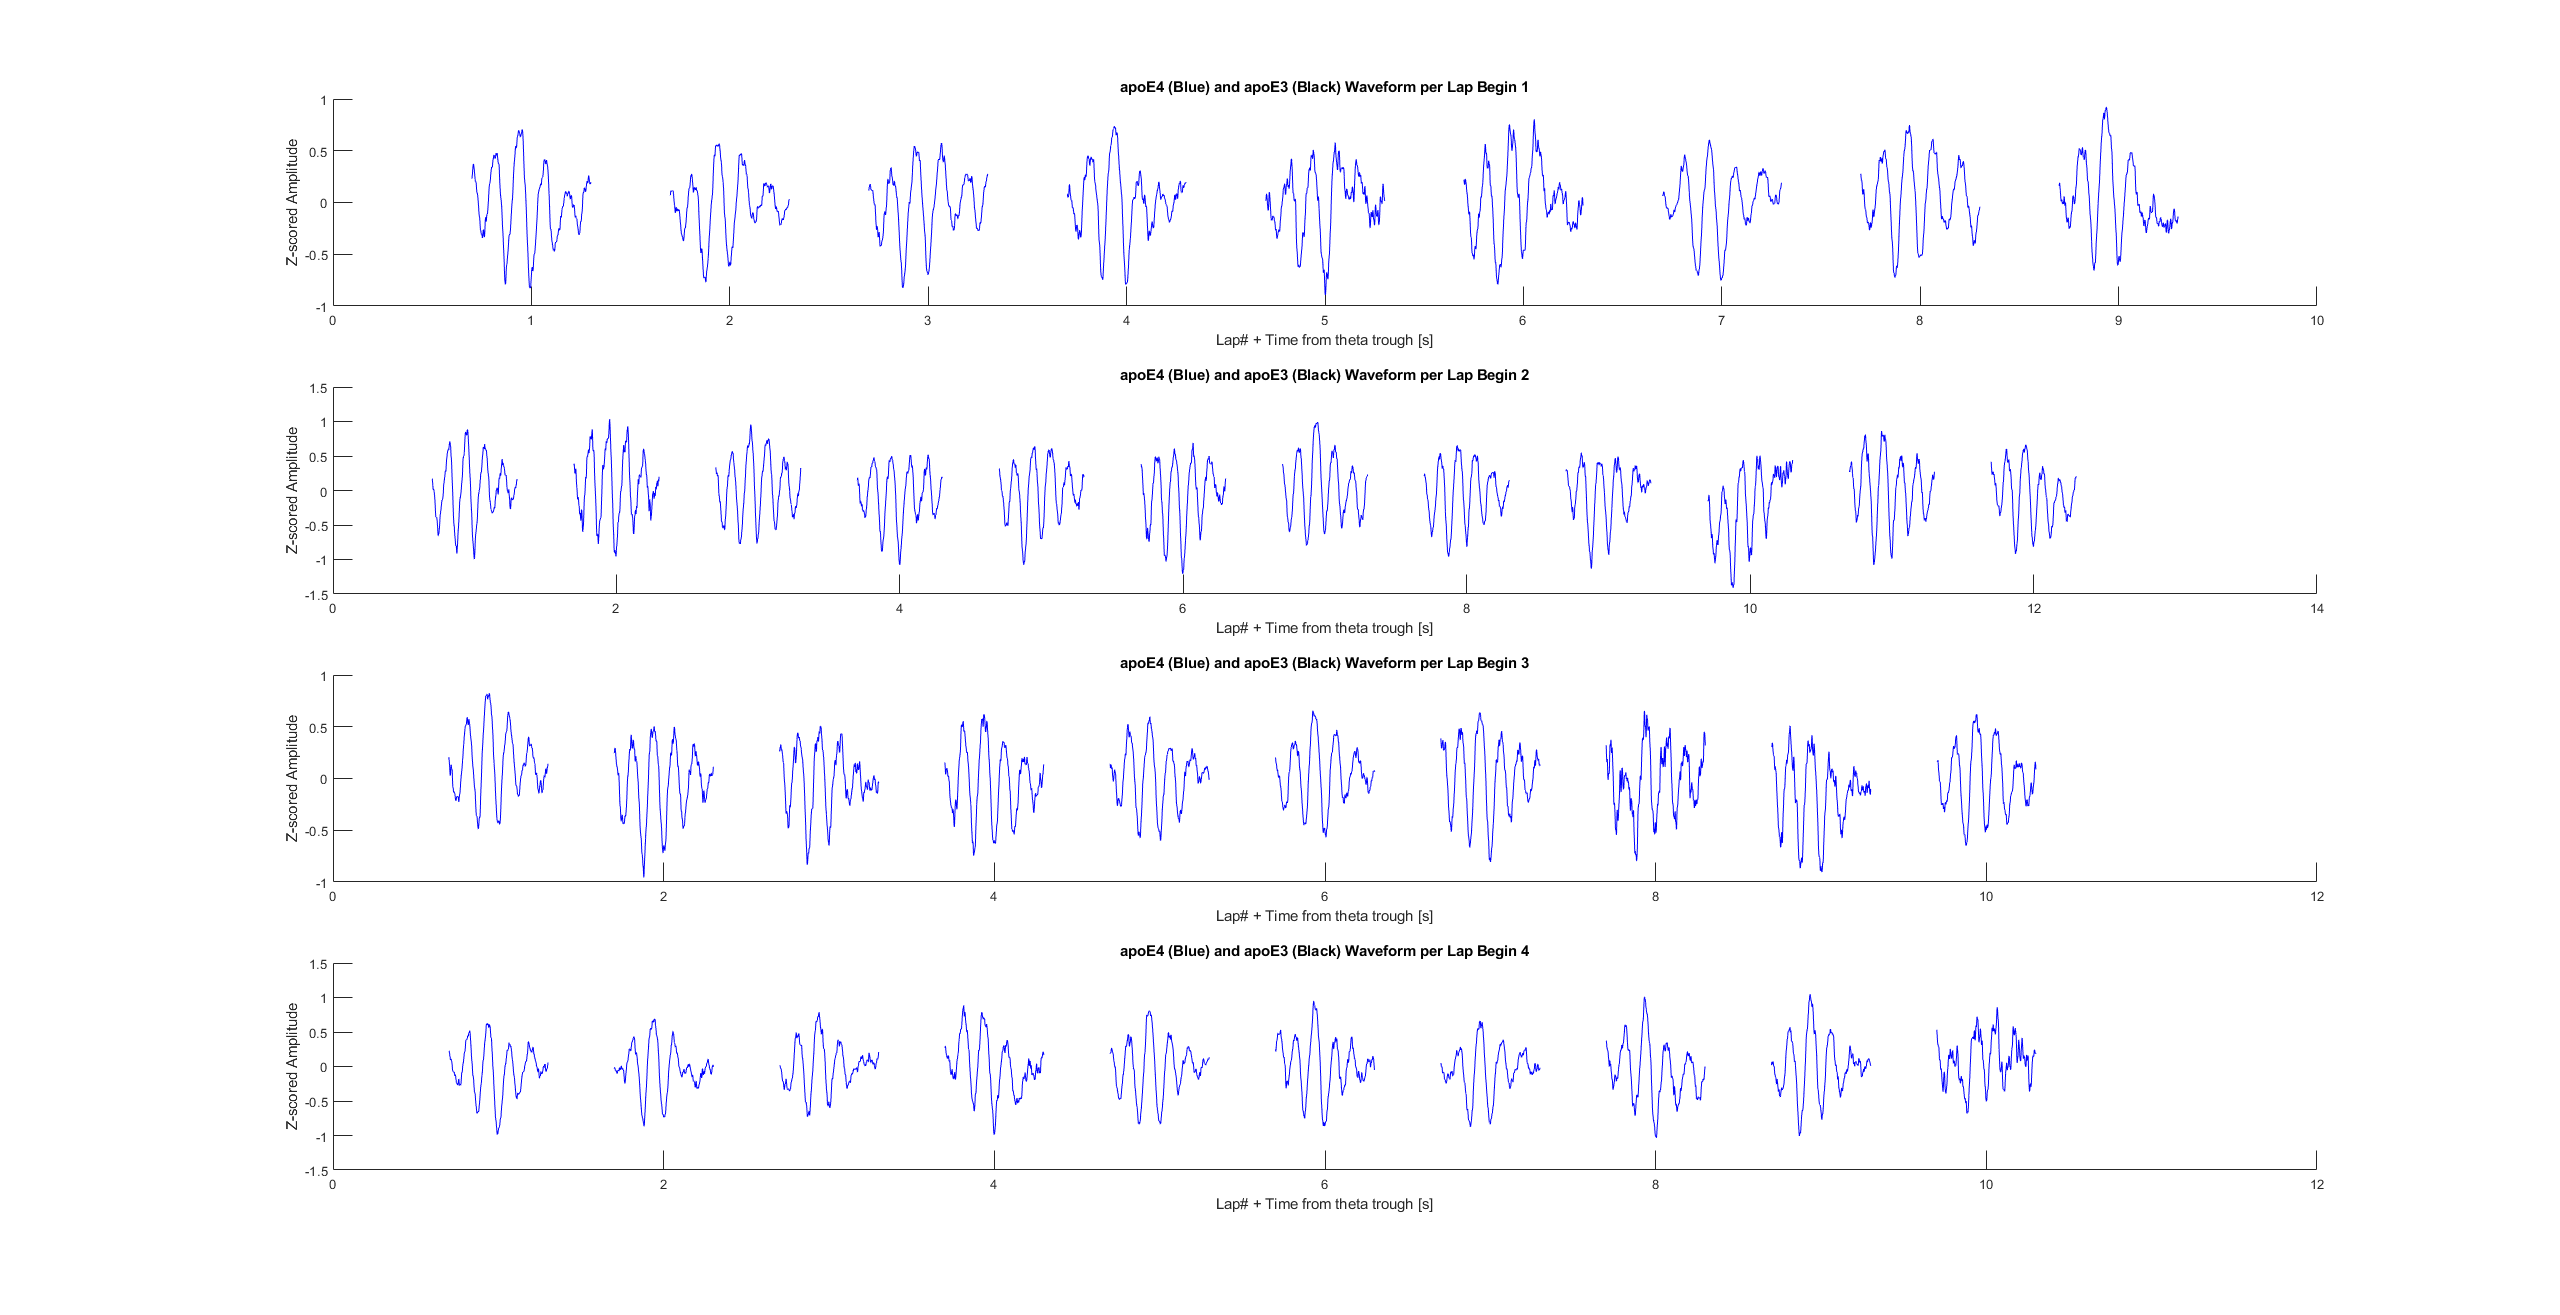 apoE4 (Blue) and apoE3 (Black) Waveform per Lap Begin 1
1
0.5
0
-0.5
-1
Z-scored Amplitude
0 1 2 3 4 5 6 7 8 9 10
Lap# + Time from theta trough [s]
apoE4 (Blue) and apoE3 (Black) Waveform per Lap Begin 2
1.5
1
0.5
0
-0.5
-1
-1.5
Z-scored Amplitude
0 2 4 6 8 10 12 14
Lap# + Time from theta trough [s]
apoE4 (Blue) and apoE3 (Black) Waveform per Lap Begin 3
1
0.5
0
-0.5
-1
Z-scored Amplitude
0 2 4 6 8 10 12
Lap# + Time from theta trough [s]
apoE4 (Blue) and apoE3 (Black) Waveform per Lap Begin 4
1.5
1
0.5
0
-0.5
-1
-1.5
Z-scored Amplitude
0 2 4 6 8 10 12
Lap# + Time from theta trough [s]